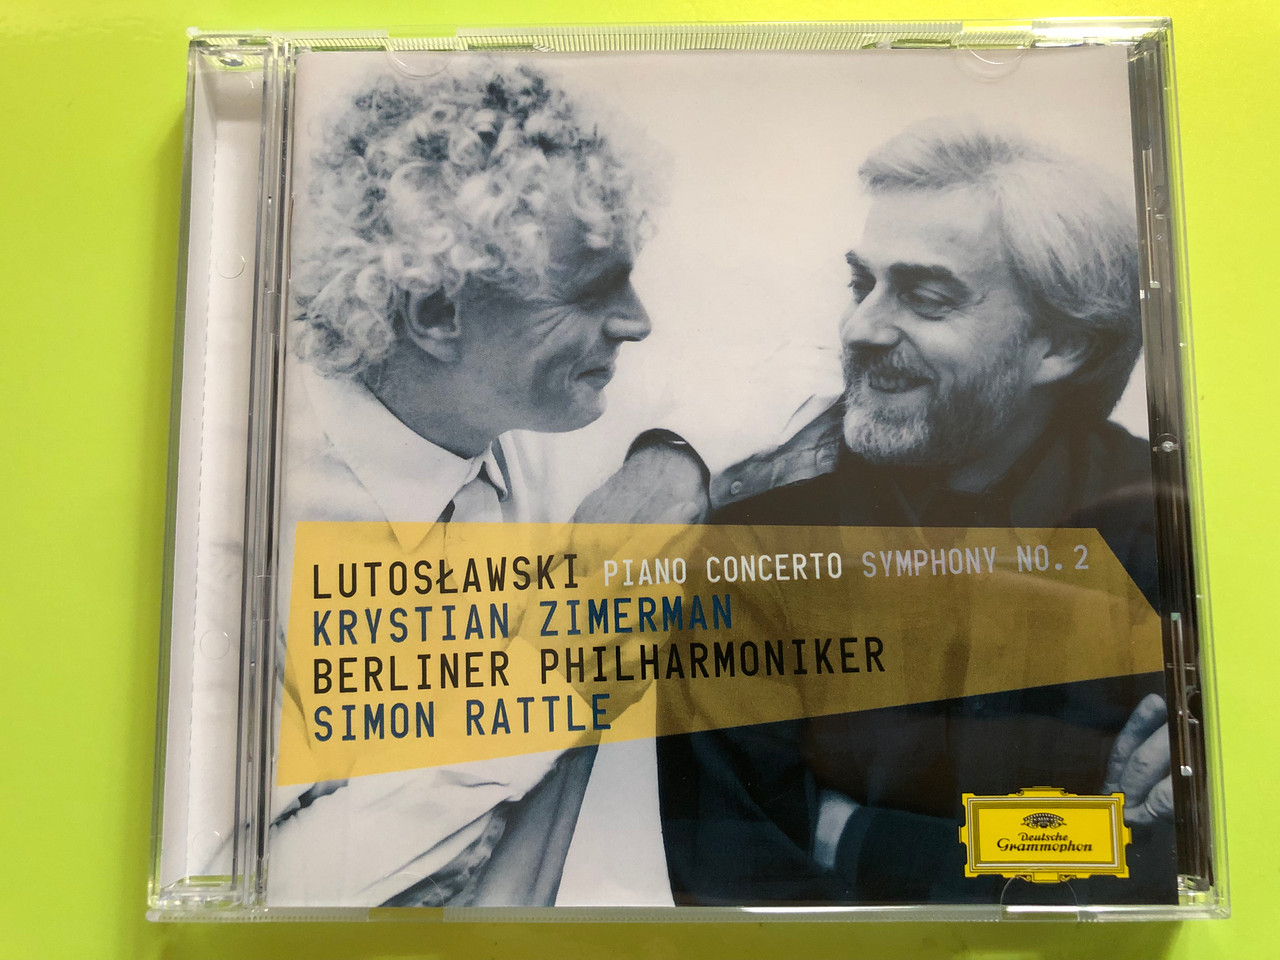 LUTOSŁAWSKI PIANO CONCERTO SYMPHONY NO. 2
KRYSTIAN ZIMERMAN
BERLINER PHILHARMONIKER
SIMON RATTLE
Deutsche
Grammophon